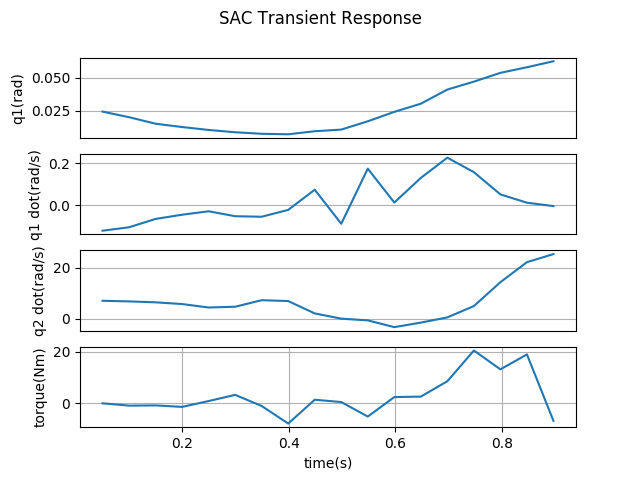 SAC Transient Response
q1(rad)
0.050
0.025
q1 dot(rad/s)
0.2
0.0
q2 dot(rad/s)
20
0
torque(Nm)
20
0
0.2 0.4 0.6 0.8
time(s)